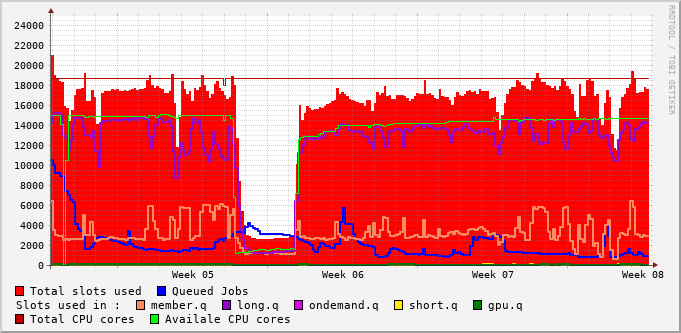 24000
22000
20000
18000
16000
14000
12000
10000
8000
6000
4000
2000
0
Week 05 Week 06 Week 07 Week 08
Total slots used Queued Jobs
Slots used in : member.q long.q ondemand.q short.q gpu.q
Total CPU cores Availale CPU cores
RRDTOOL / TOBI OETIKER